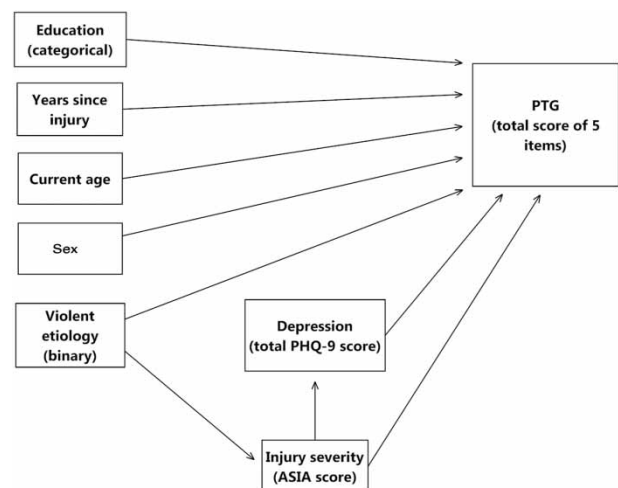 Education
(categorical)
Years since
injury
Current age
Sex
Violent
etiology
(binary)
Depression
(total PHQ-9 score)
Injury severity
(ASIA score)
PTG
(total score of 5
items)